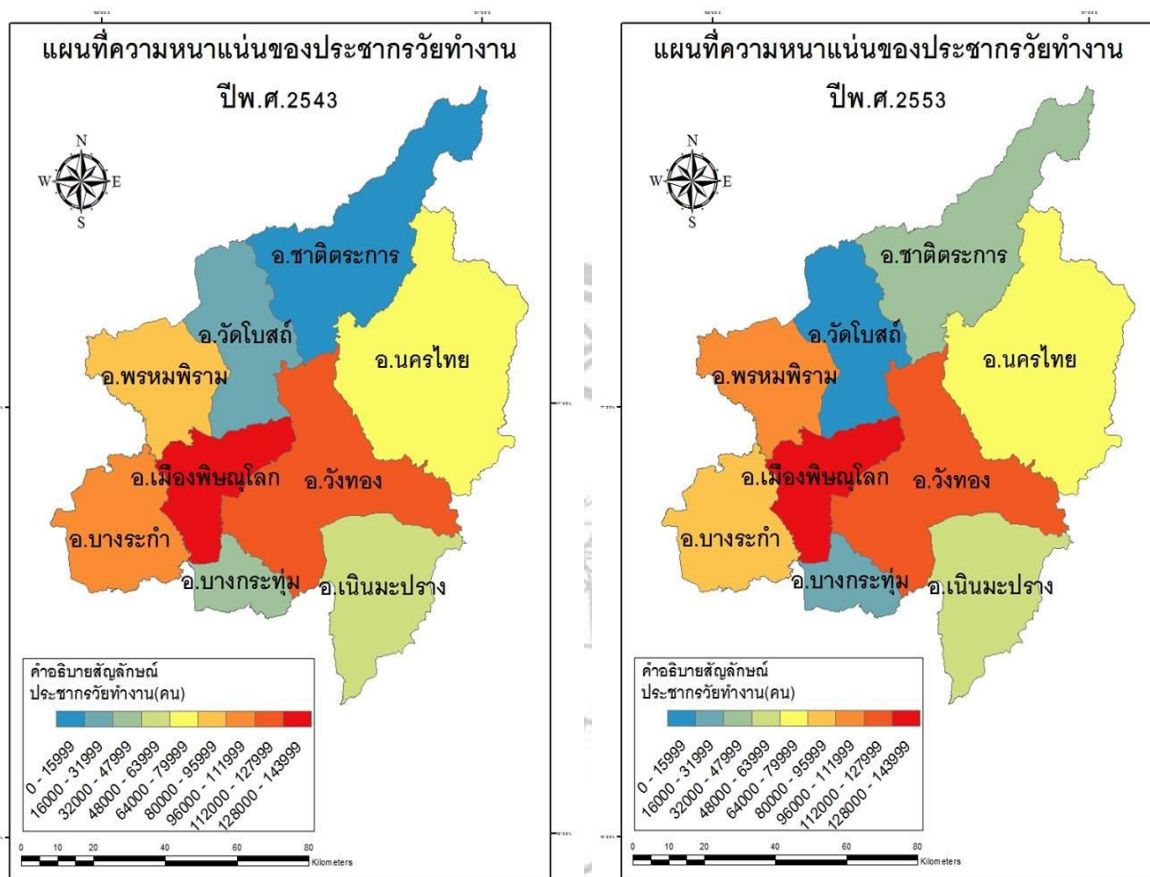 แผนที่ความหนาแน่นของประชากรวัยทำงาน
ปีพ.ศ.2543
N
W E
S
อ.ชาติตระการ
อ.วัดโบสถ์
อ.นครไทย
อ.พรหมพิราม
อ.เมืองพิษณุโลก
อ.วังทอง
อ.บางระกำ
อ.บางกระทุ่ม
อ.เนินมะปราง
คำอธิบายสัญลักษณ์
ประชากรวัยทำงาน(คน)
0 - 15999
16000 - 31999
32000 - 47999
48000 - 63999
64000 - 79999
80000 - 95999
96000 - 111999
112000 - 127999
128000 - 143999
0 20 40 60 80
Kilometers
แผนที่ความหนาแน่นของประชากรวัยทำงาน
ปีพ.ศ.2553
N
W E
S
อ.ชาติตระการ
อ.วัดโบสถ์
อ.นครไทย
อ.พรหมพิราม
อ.เมืองพิษณุโลก
อ.วังทอง
อ.บางระกำ
อ.บางกระทุ่ม
อ.เนินมะปราง
คำอธิบายสัญลักษณ์
ประชากรวัยทำงาน(คน)
0 - 15999
16000 - 31999
32000 - 47999
48000 - 63999
64000 - 79999
80000 - 95999
96000 - 111999
112000 - 127999
128000 - 143999
0 20 40 60 80
Kilometers